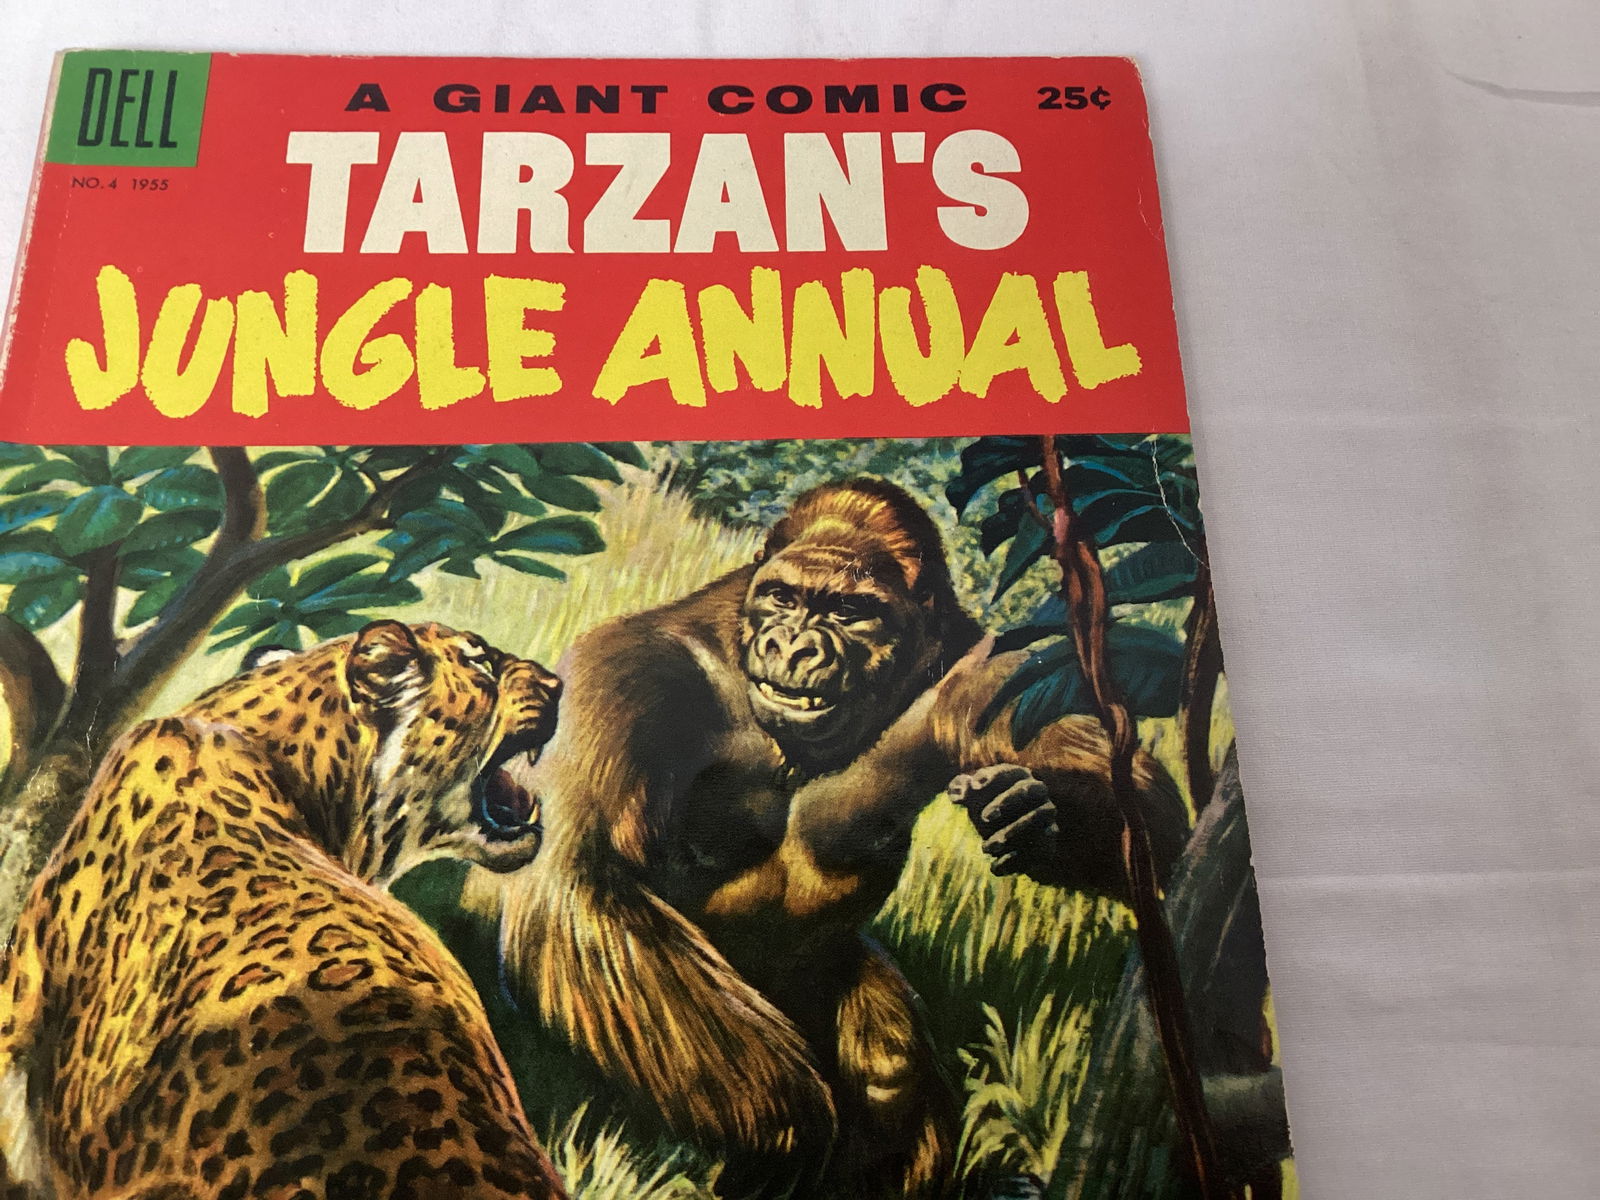 DELL
A GIANT COMIC 25¢
NO. 4 1955
TARZAN'S
JUNGLE ANNUAL